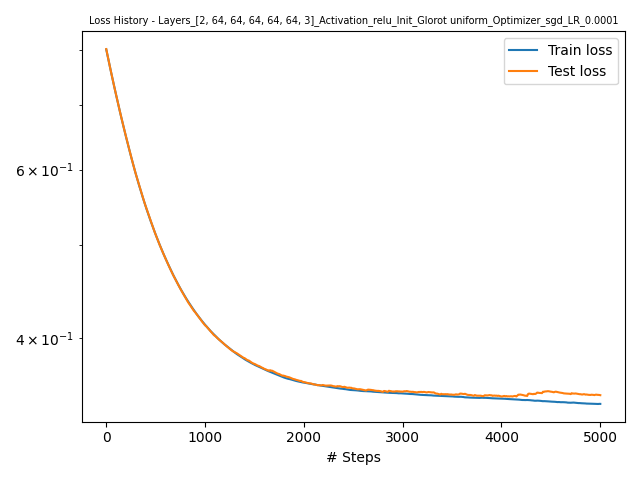 Loss History - Layers_[2, 64, 64, 64, 64, 64, 3]_Activation_relu_Init_Glorot uniform_Optimizer_sgd_LR_0.0001
Train loss
Test loss
6 × 10⁻¹
4 × 10⁻¹
0 1000 2000 3000 4000 5000
# Steps